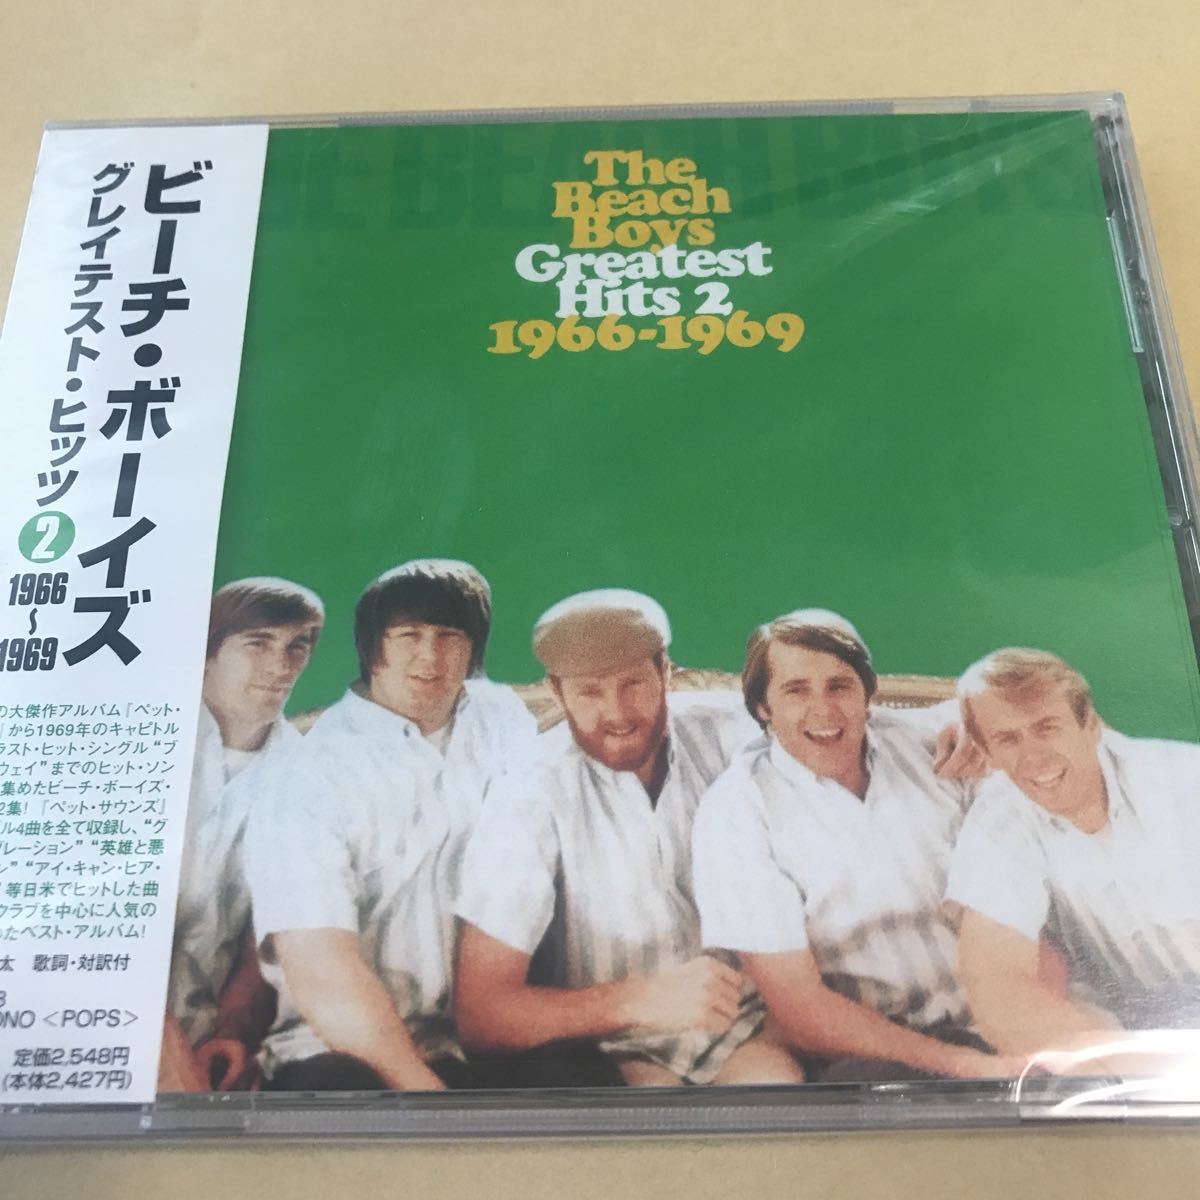 ビーチ・ボーイズ
グレイテスト・ヒッツ
2
1966
～
1969
の大傑作アルバム『ペット・
』から1969年のキャピトル
ラスト・ヒット・シングル“ブ
ウェイ”までのヒット・ソン
集めたビーチ・ボーイズ・
2集! 『ペット・サウンズ』
ル4曲を全て収録し、“グ
ブレーション”“英雄と悪
”“アイ・キャン・ヒア・
等日米でヒットした曲
クラブを中心に人気の
たベスト・アルバム!
太 歌詞・対訳付
ONO <POPS>
定価2,548円
(本体2,427円)
THE BEACH BOYS
The
Beach
Boys
Greatest
Hits 2
1966-1969